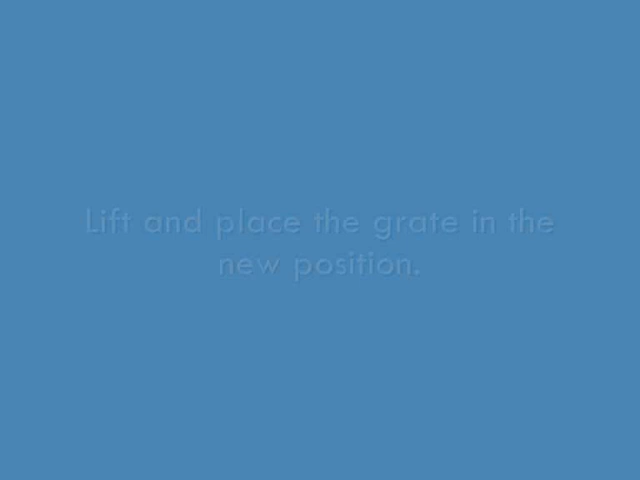 Lift and place the grate in the
new position.